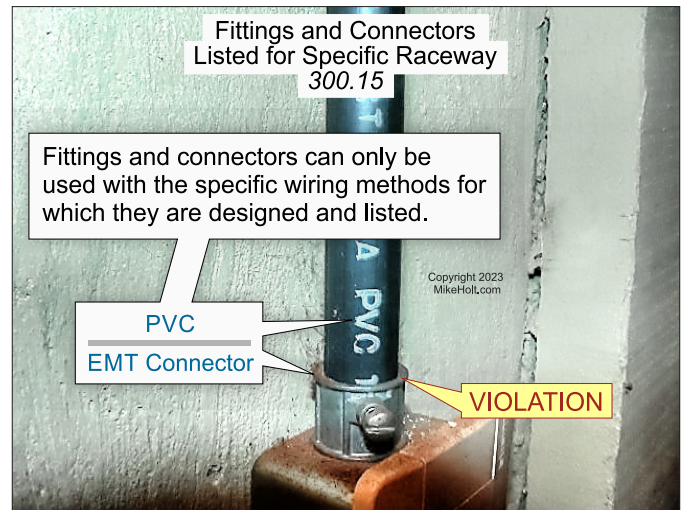 Fittings and Connectors
Listed for Specific Raceway
300.15
T
Fittings and connectors can only be
used with the specific wiring methods for
which they are designed and listed.
A PVC 1
Copyright 2023
MikeHolt.com
PVC
EMT Connector
VIOLATION